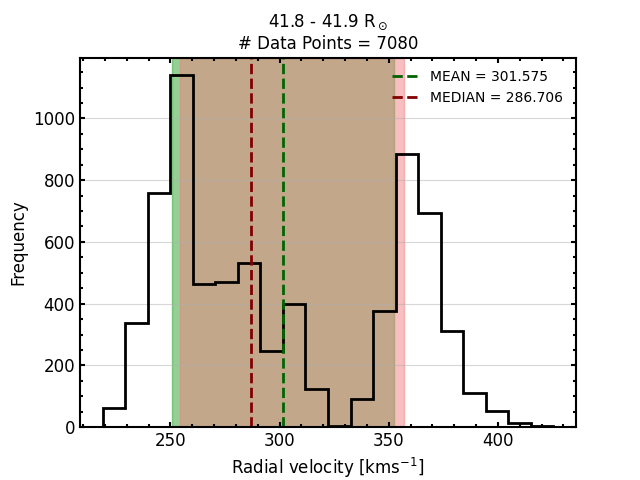 41.8 - 41.9 R⊙
# Data Points = 7080
MEAN = 301.575
MEDIAN = 286.706
Frequency
1000
800
600
400
200
0
250 300 350 400
Radial velocity [kms⁻¹]